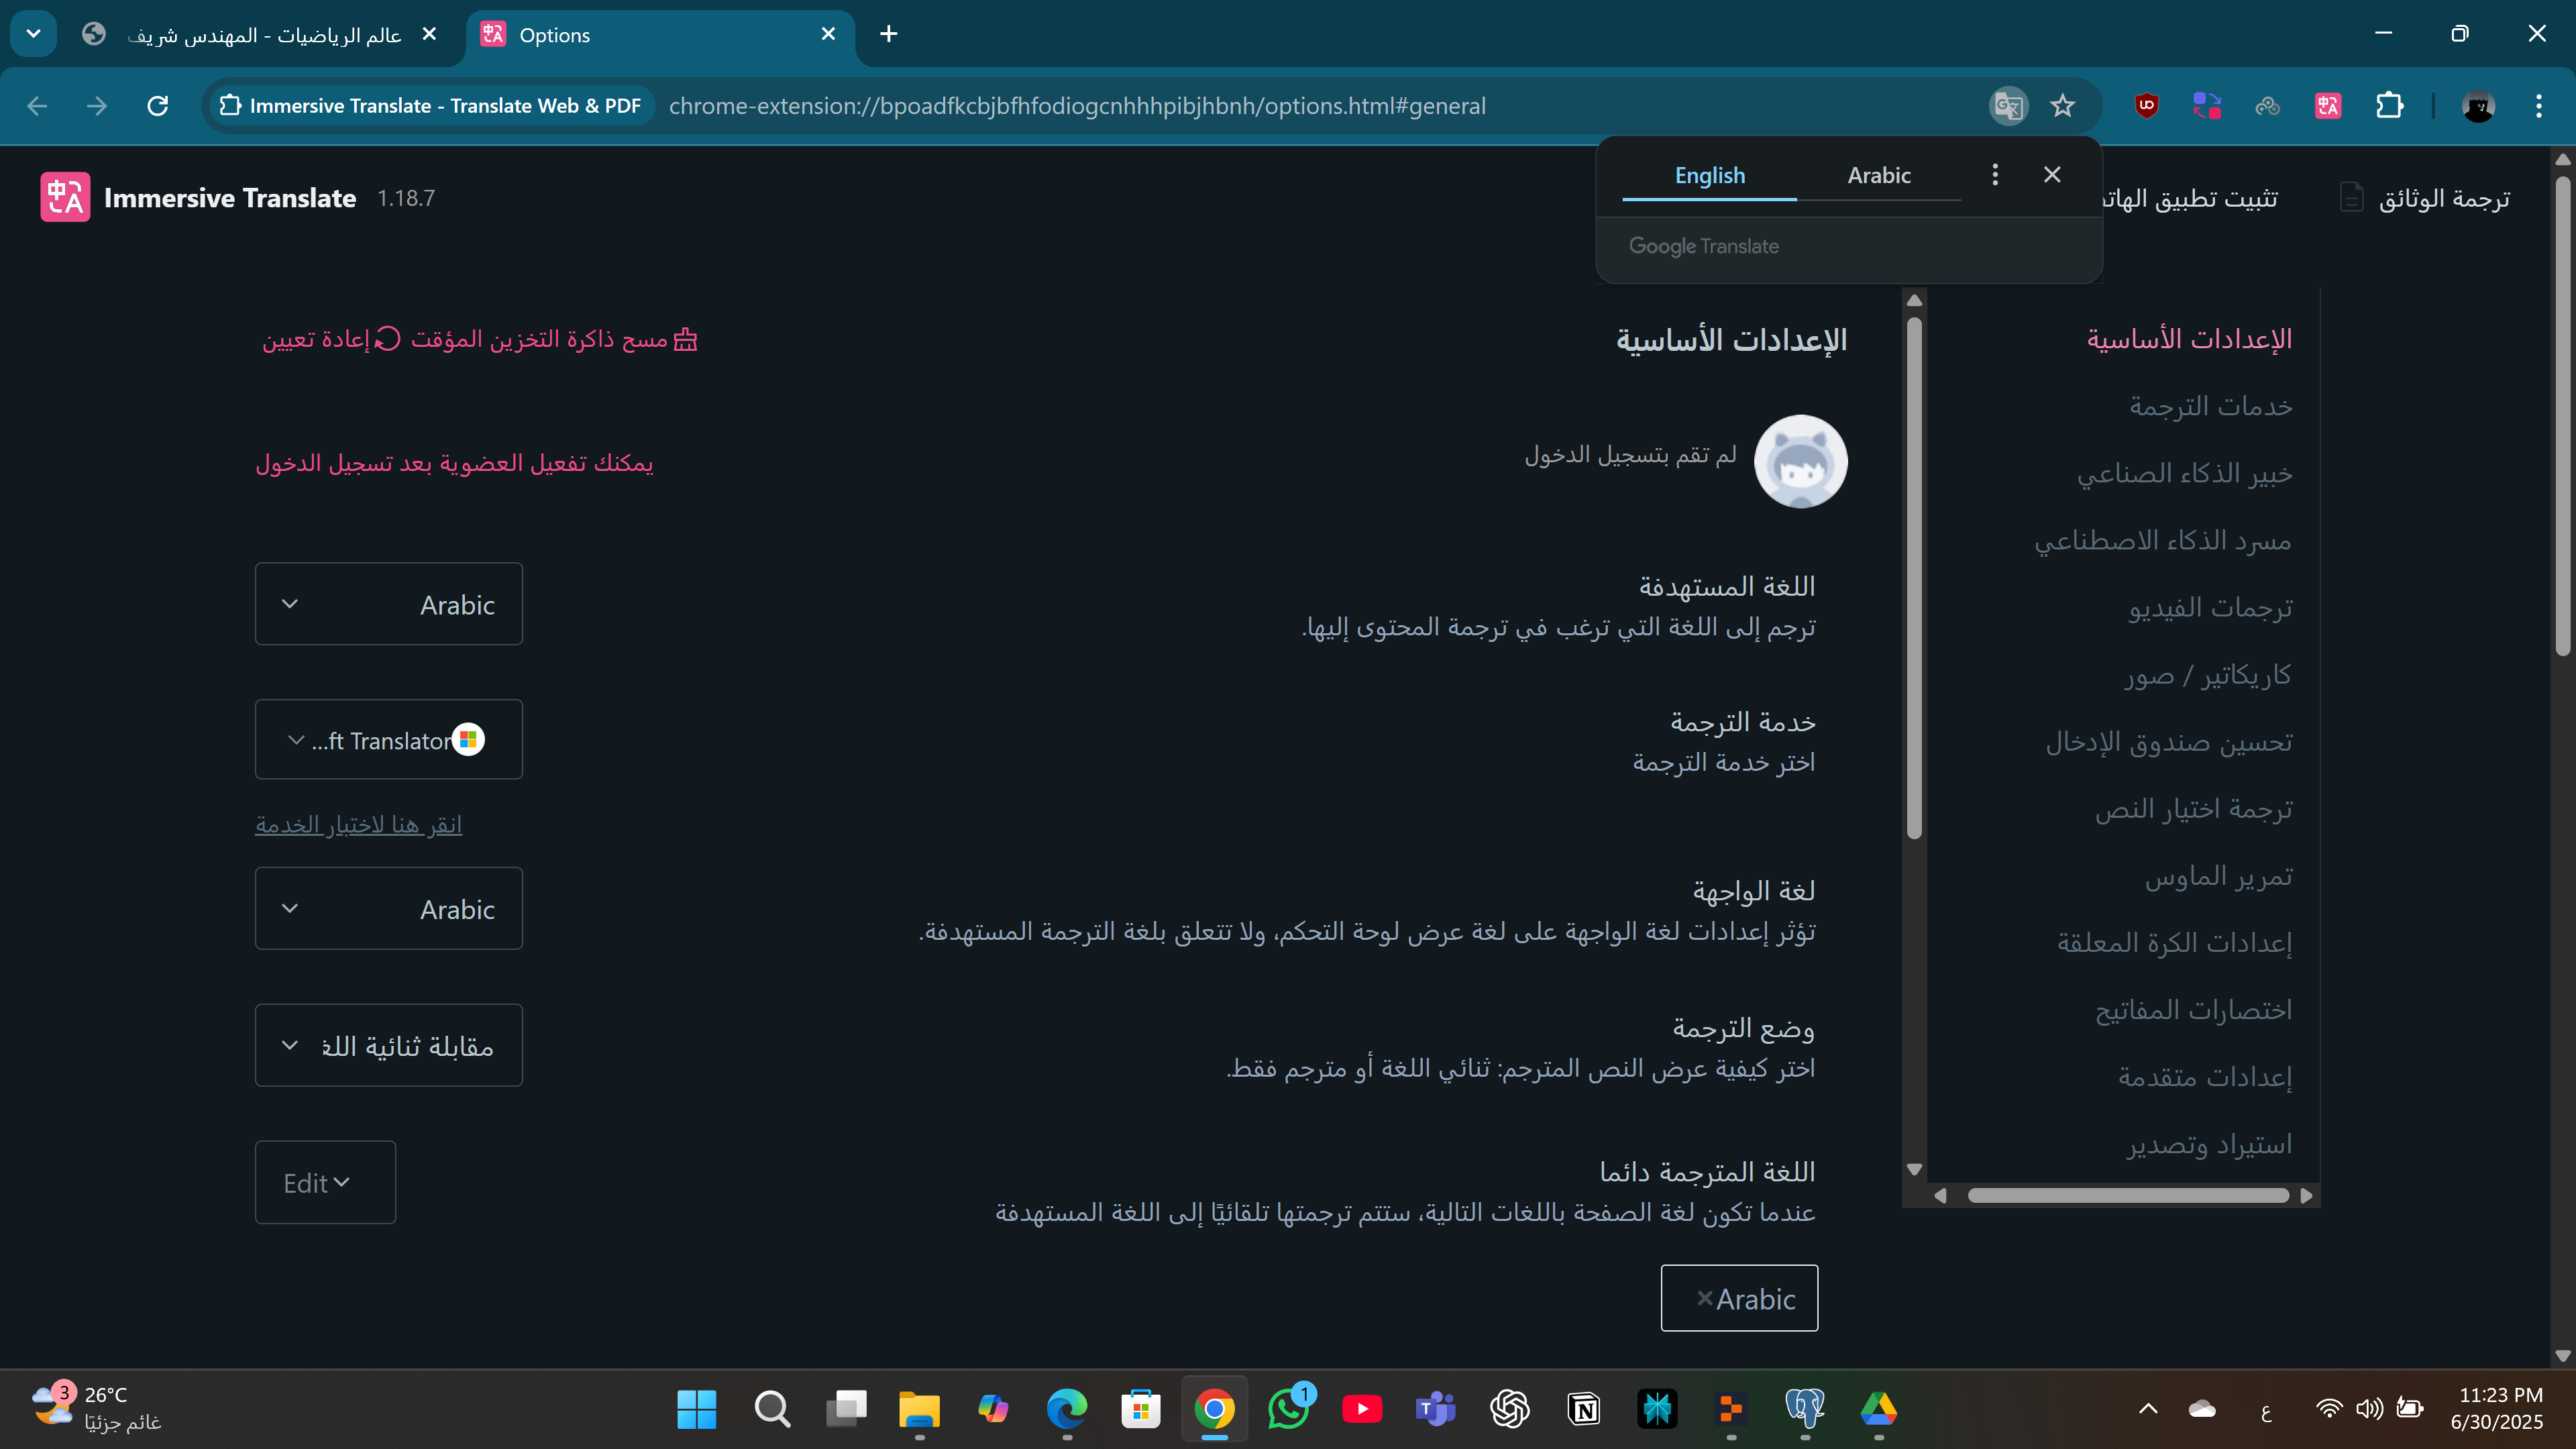 عالم الرياضيات - المهندس شريف
Options
Immersive Translate - Translate Web & PDF
chrome-extension://bpoadfkcbjbfhfodiogcnhhhpibjhbnh/options.html#general
English
Arabic
Google Translate
Immersive Translate
1.18.7
ترجمة الوثائق
تثبيت تطبيق الهاتف
الإعدادات الأساسية
خدمات الترجمة
خبير الذكاء الصناعي
مسرد الذكاء الاصطناعي
ترجمات الفيديو
كاريكاتير / صور
تحسين صندوق الإدخال
ترجمة اختيار النص
تمرير الماوس
إعدادات الكرة المعلقة
اختصارات المفاتيح
إعدادات متقدمة
استيراد وتصدير
الإعدادات الأساسية
مسح ذاكرة التخزين المؤقت
إعادة تعيين
لم تقم بتسجيل الدخول
يمكنك تفعيل العضوية بعد تسجيل الدخول
اللغة المستهدفة
ترجم إلى اللغة التي ترغب في ترجمة المحتوى إليها.
Arabic
خدمة الترجمة
اختر خدمة الترجمة
...ft Translator
انقر هنا لاختبار الخدمة
لغة الواجهة
تؤثر إعدادات لغة الواجهة على لغة عرض لوحة التحكم، ولا تتعلق بلغة الترجمة المستهدفة.
Arabic
وضع الترجمة
اختر كيفية عرض النص المترجم: ثنائي اللغة أو مترجم فقط.
مقابلة ثنائية اللغ
اللغة المترجمة دائما
عندما تكون لغة الصفحة باللغات التالية، ستتم ترجمتها تلقائيًا إلى اللغة المستهدفة
Edit
Arabic
3
26°C
غائم جزئيًا
1
ع
11:23 PM
6/30/2025